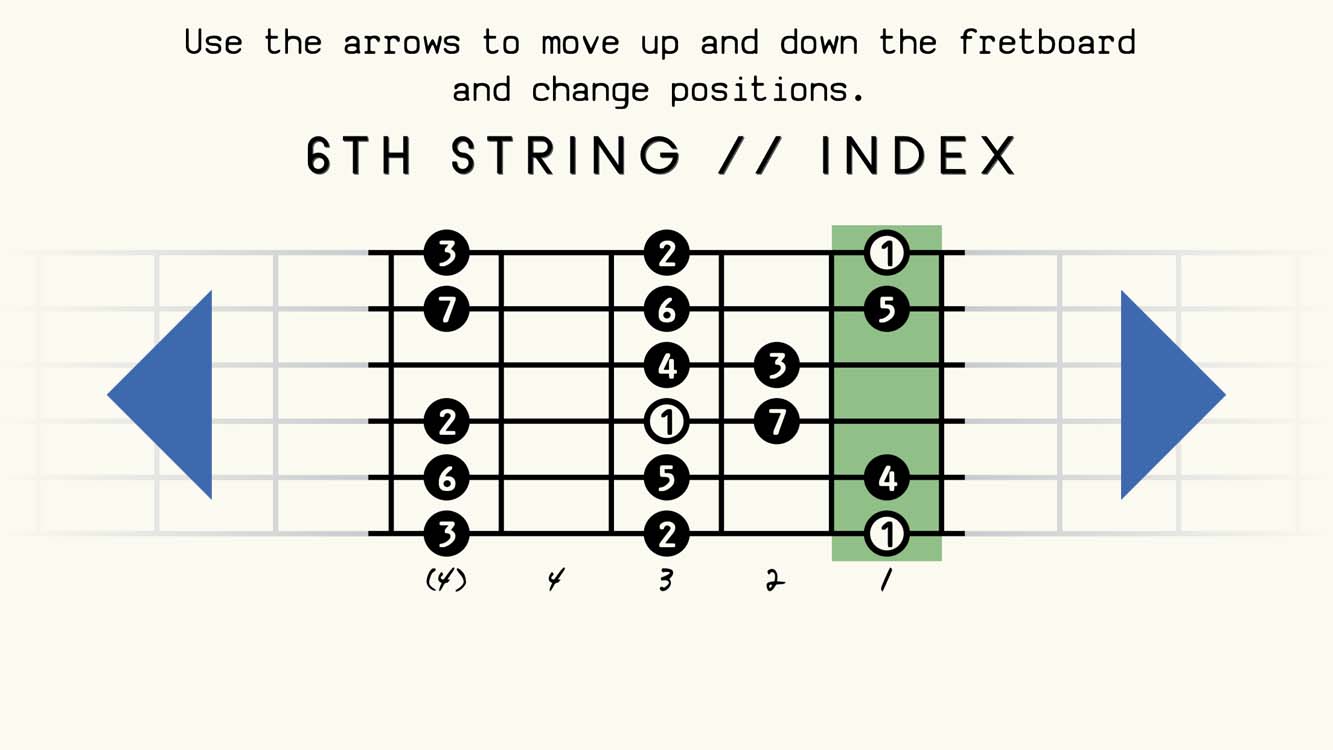 Use the arrows to move up and down the fretboard
and change positions.
6TH STRING // INDEX
3 2 1
7 6 5
4 3
2 1 7
6 5 4
3 2 1
(4) 4 3 2 1